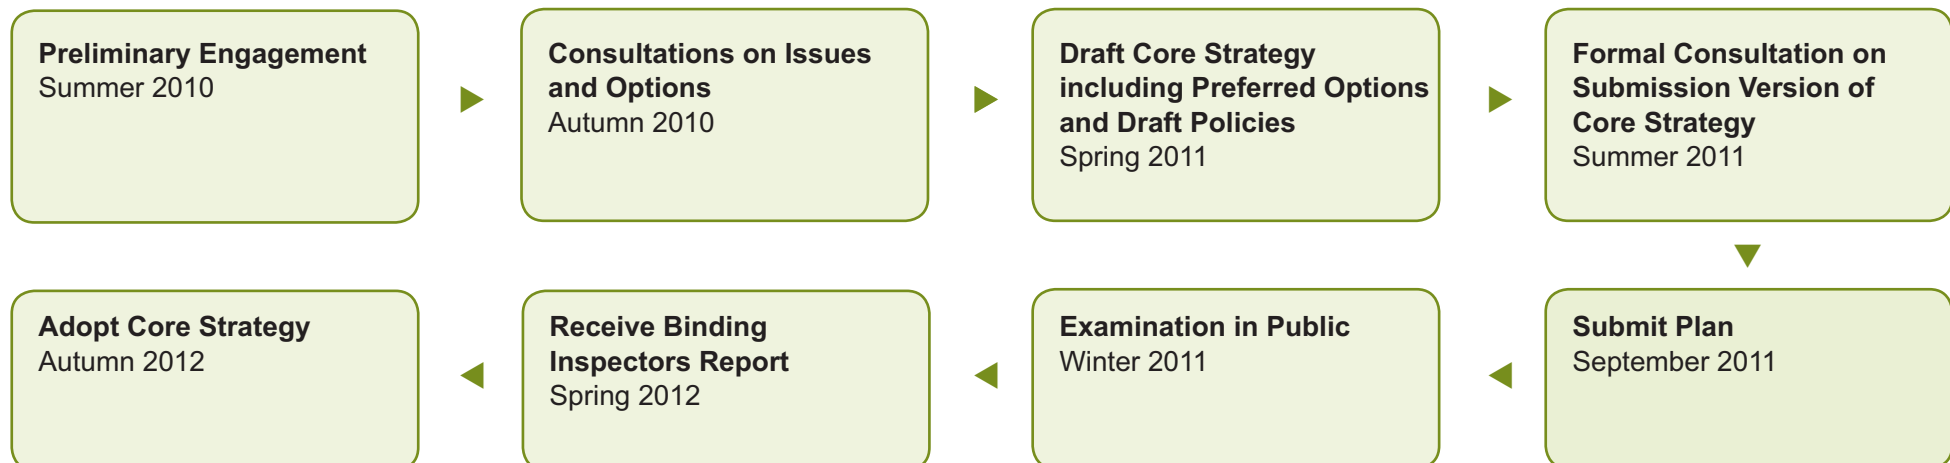 Preliminary Engagement
Summer 2010
Consultations on Issues
and Options
Autumn 2010
Draft Core Strategy
including Preferred Options
and Draft Policies
Spring 2011
Formal Consultation on
Submission Version of
Core Strategy
Summer 2011
Submit Plan
September 2011
Examination in Public
Winter 2011
Receive Binding
Inspectors Report
Spring 2012
Adopt Core Strategy
Autumn 2012